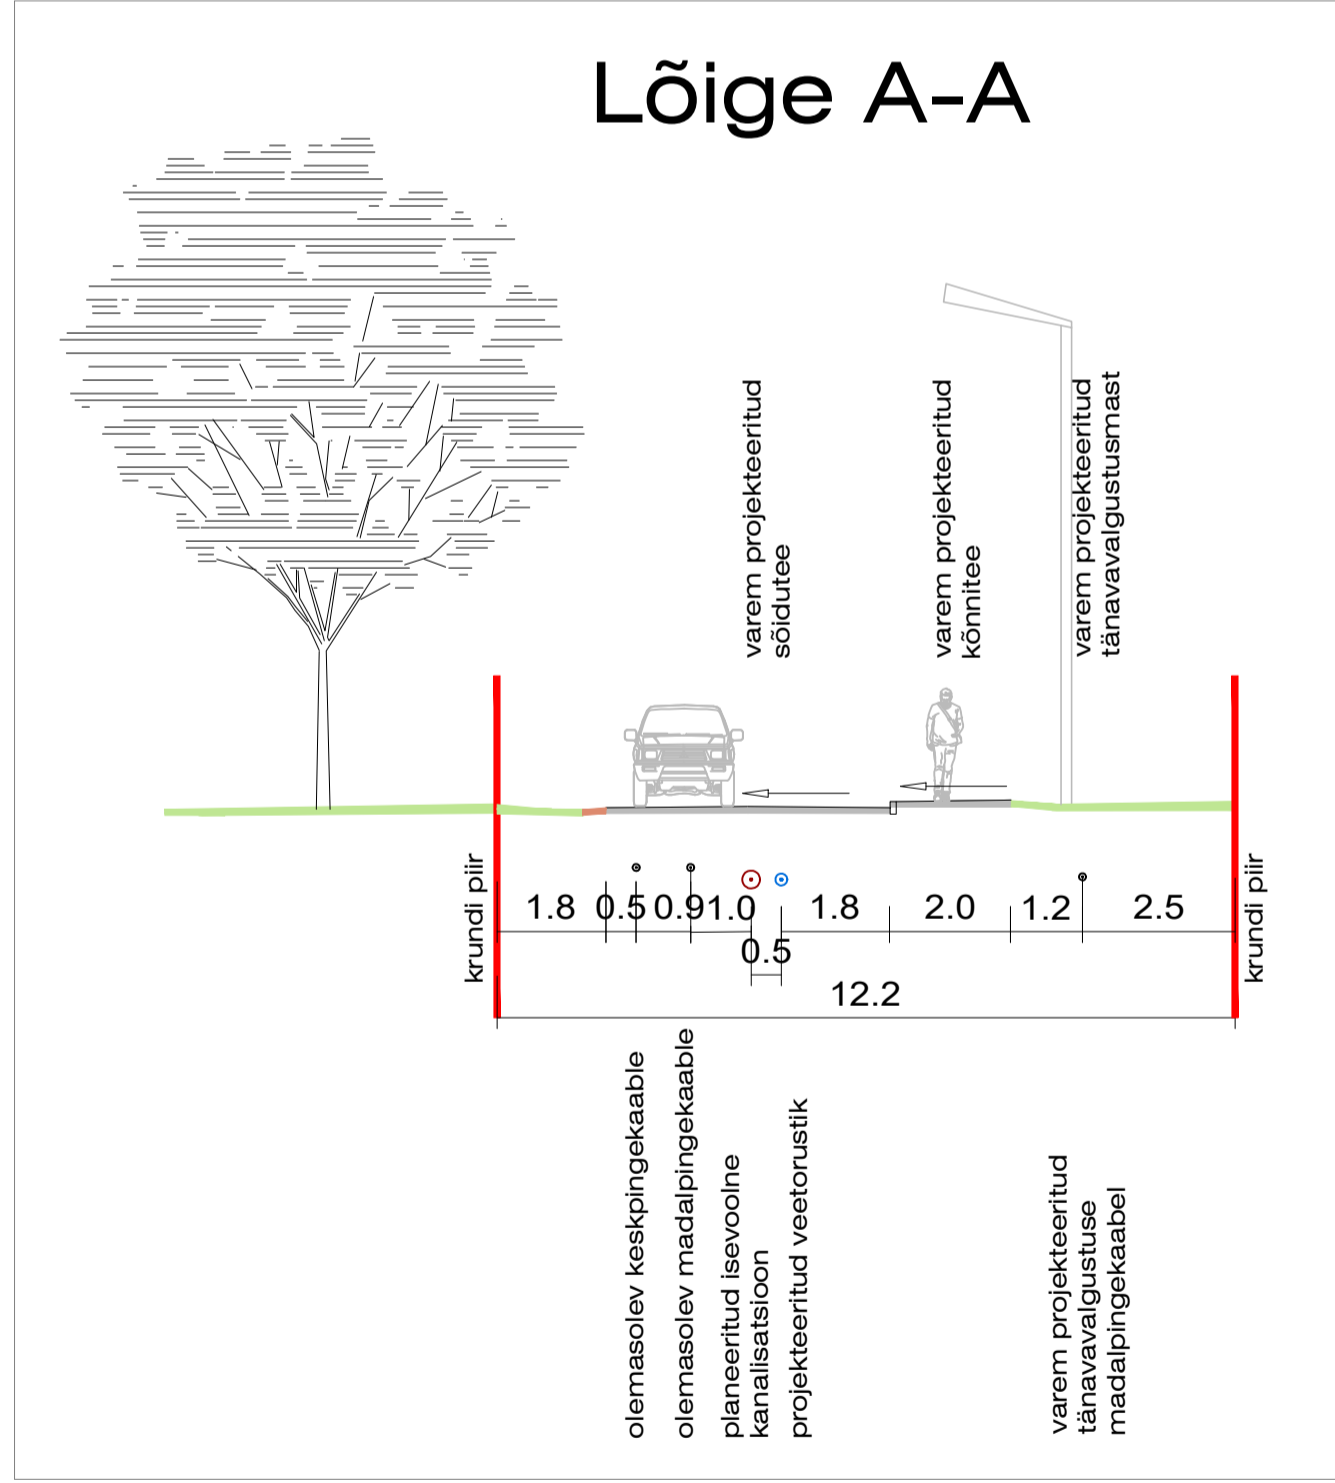 Lõige A-A
varem projekteeritud
sõidutee
varem projekteeritud
kõnnitee
varem projekteeritud
tänavavalgustusmast
krundi piir
1.8 0.5 0.9 1.0 1.8 2.0 1.2 2.5
krundi piir
0.5
12.2
olemasolev keskpingekaable
olemasolev madalpingekaable
planeeritud isevoolne
kanalisatsioon
projekteeritud veetorustik
varem projekteeritud
tänavavalgustuse
madalpingekaabel